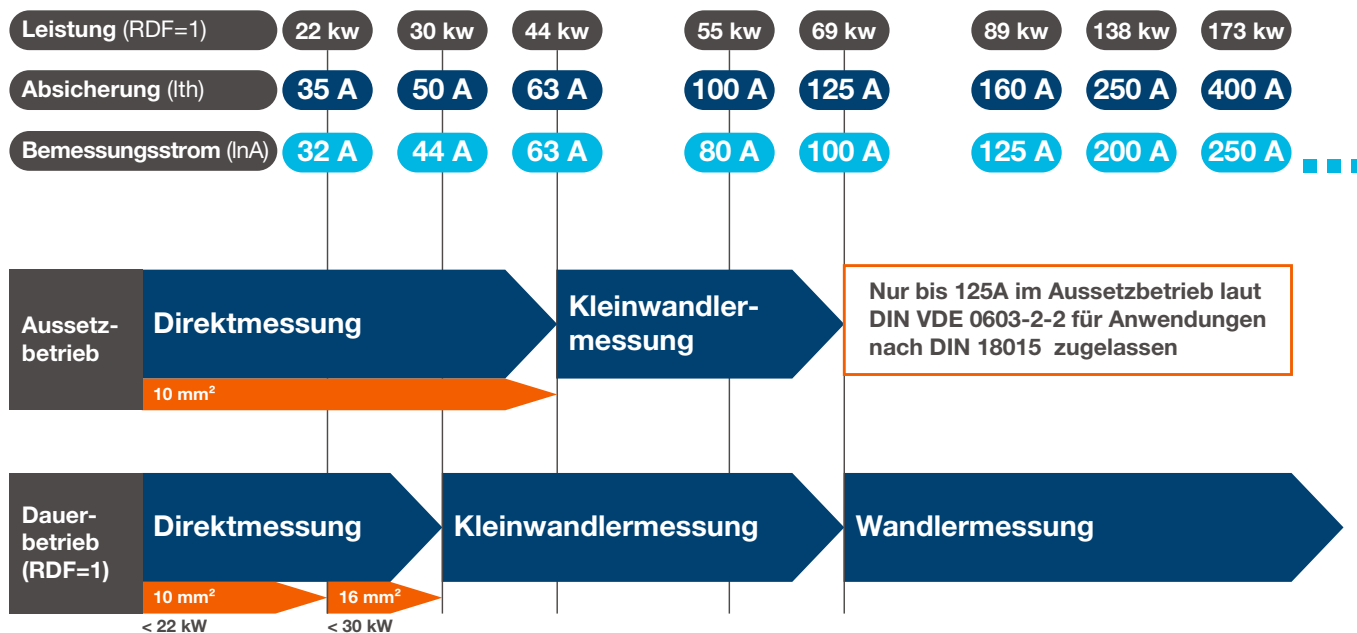 Leistung (RDF=1) 22 kw 30 kw 44 kw 55 kw 69 kw 89 kw 138 kw 173 kw
Absicherung (Ith) 35 A 50 A 63 A 100 A 125 A 160 A 250 A 400 A
Bemessungsstrom (InA) 32 A 44 A 63 A 80 A 100 A 125 A 200 A 250 A
Aussetz-
betrieb
Direktmessung
10 mm²
Kleinwandler-
messung
Nur bis 125A im Aussetzbetrieb laut
DIN VDE 0603-2-2 für Anwendungen
nach DIN 18015 zugelassen
Dauer-
betrieb
(RDF=1)
Direktmessung
Kleinwandlermessung
Wandlermessung
10 mm²
16 mm²
< 22 kW
< 30 kW